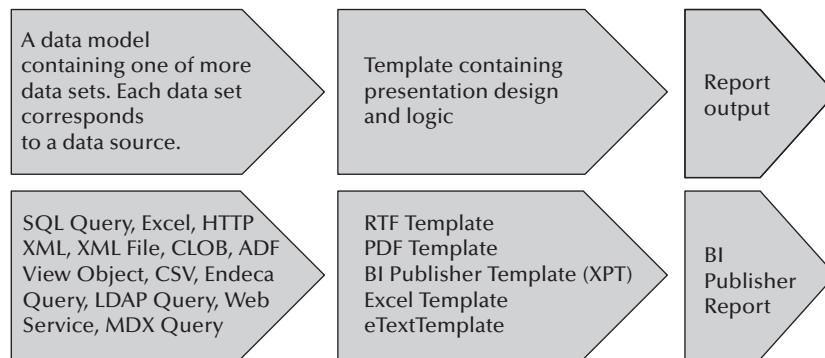 A data model
containing one of more
data sets. Each data set
corresponds
to a data source.
Template containing
presentation design
and logic
Report
output
SQL Query, Excel, HTTP
XML, XML File, CLOB, ADF
View Object, CSV, Endeca
Query, LDAP Query, Web
Service, MDX Query
RTF Template
PDF Template
BI Publisher Template (XPT)
Excel Template
eTextTemplate
BI
Publisher
Report